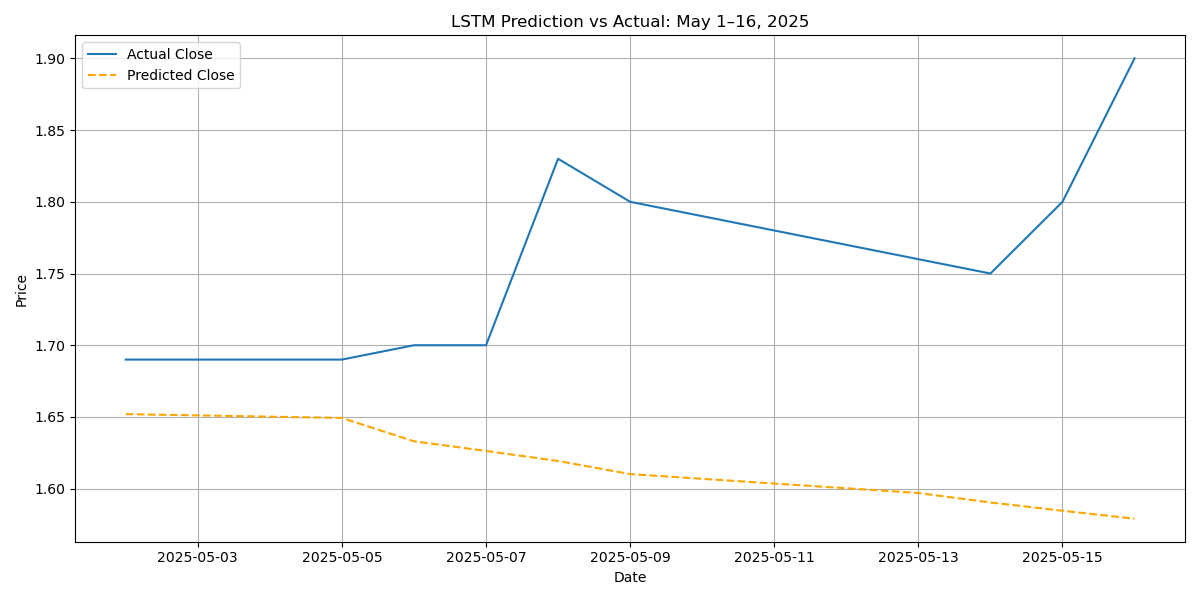 LSTM Prediction vs Actual: May 1–16, 2025
Actual Close
Predicted Close
Price
1.90
1.85
1.80
1.75
1.70
1.65
1.60
2025-05-03
2025-05-05
2025-05-07
2025-05-09
2025-05-11
2025-05-13
2025-05-15
Date